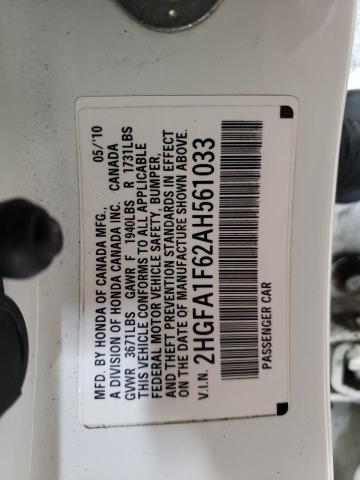 MFD. BY HONDA OF CANADA MFG., 05/'10
A DIVISION OF HONDA CANADA INC. CANADA
GVWR 3671LBS GAWR F 1940LBS R 1731LBS
THIS VEHICLE CONFORMS TO ALL APPLICABLE
FEDERAL MOTOR VEHICLE SAFETY, BUMPER,
AND THEFT PREVENTION STANDARDS IN EFFECT
ON THE DATE OF MANUFACTURE SHOWN ABOVE.
V.I.N. 2HGFA1F62AH561033
PASSENGER CAR